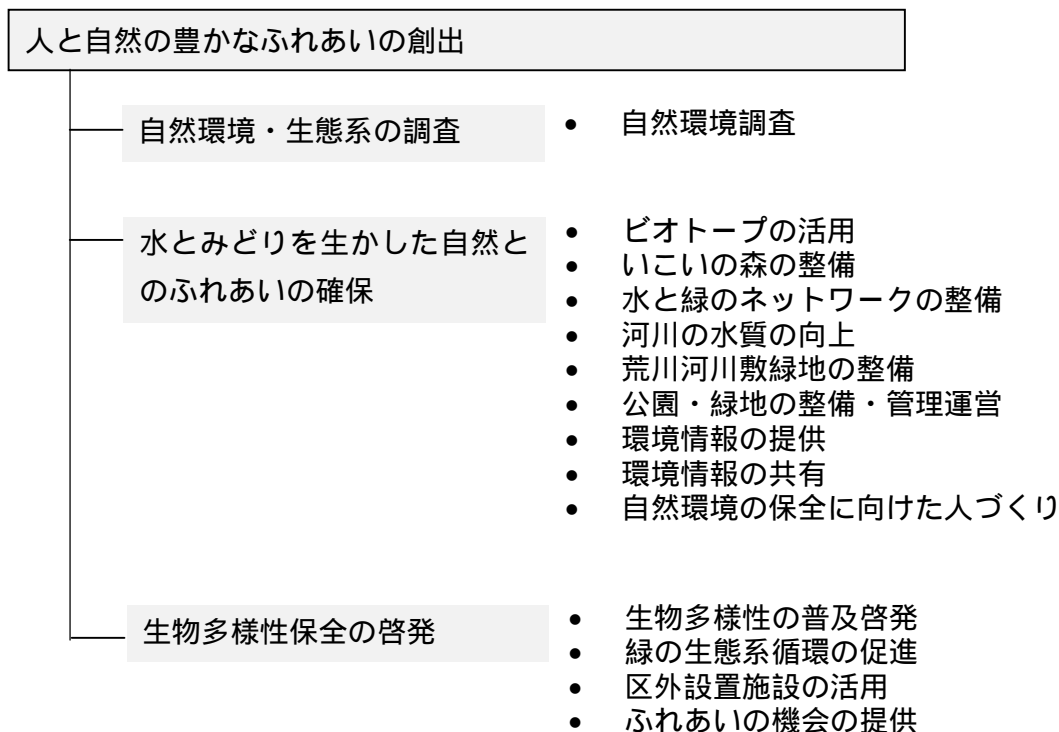 人と自然の豊かなふれあいの創出
自然環境・生態系の調査
• 自然環境調査
水とみどりを生かした自然と
のふれあいの確保
• ビオトープの活用
• いこいの森の整備
• 水と緑のネットワークの整備
• 河川の水質の向上
• 荒川河川敷緑地の整備
• 公園・緑地の整備・管理運営
• 環境情報の提供
• 環境情報の共有
• 自然環境の保全に向けた人づくり
生物多様性保全の啓発
• 生物多様性の普及啓発
• 緑の生態系循環の促進
• 区外設置施設の活用
• ふれあいの機会の提供